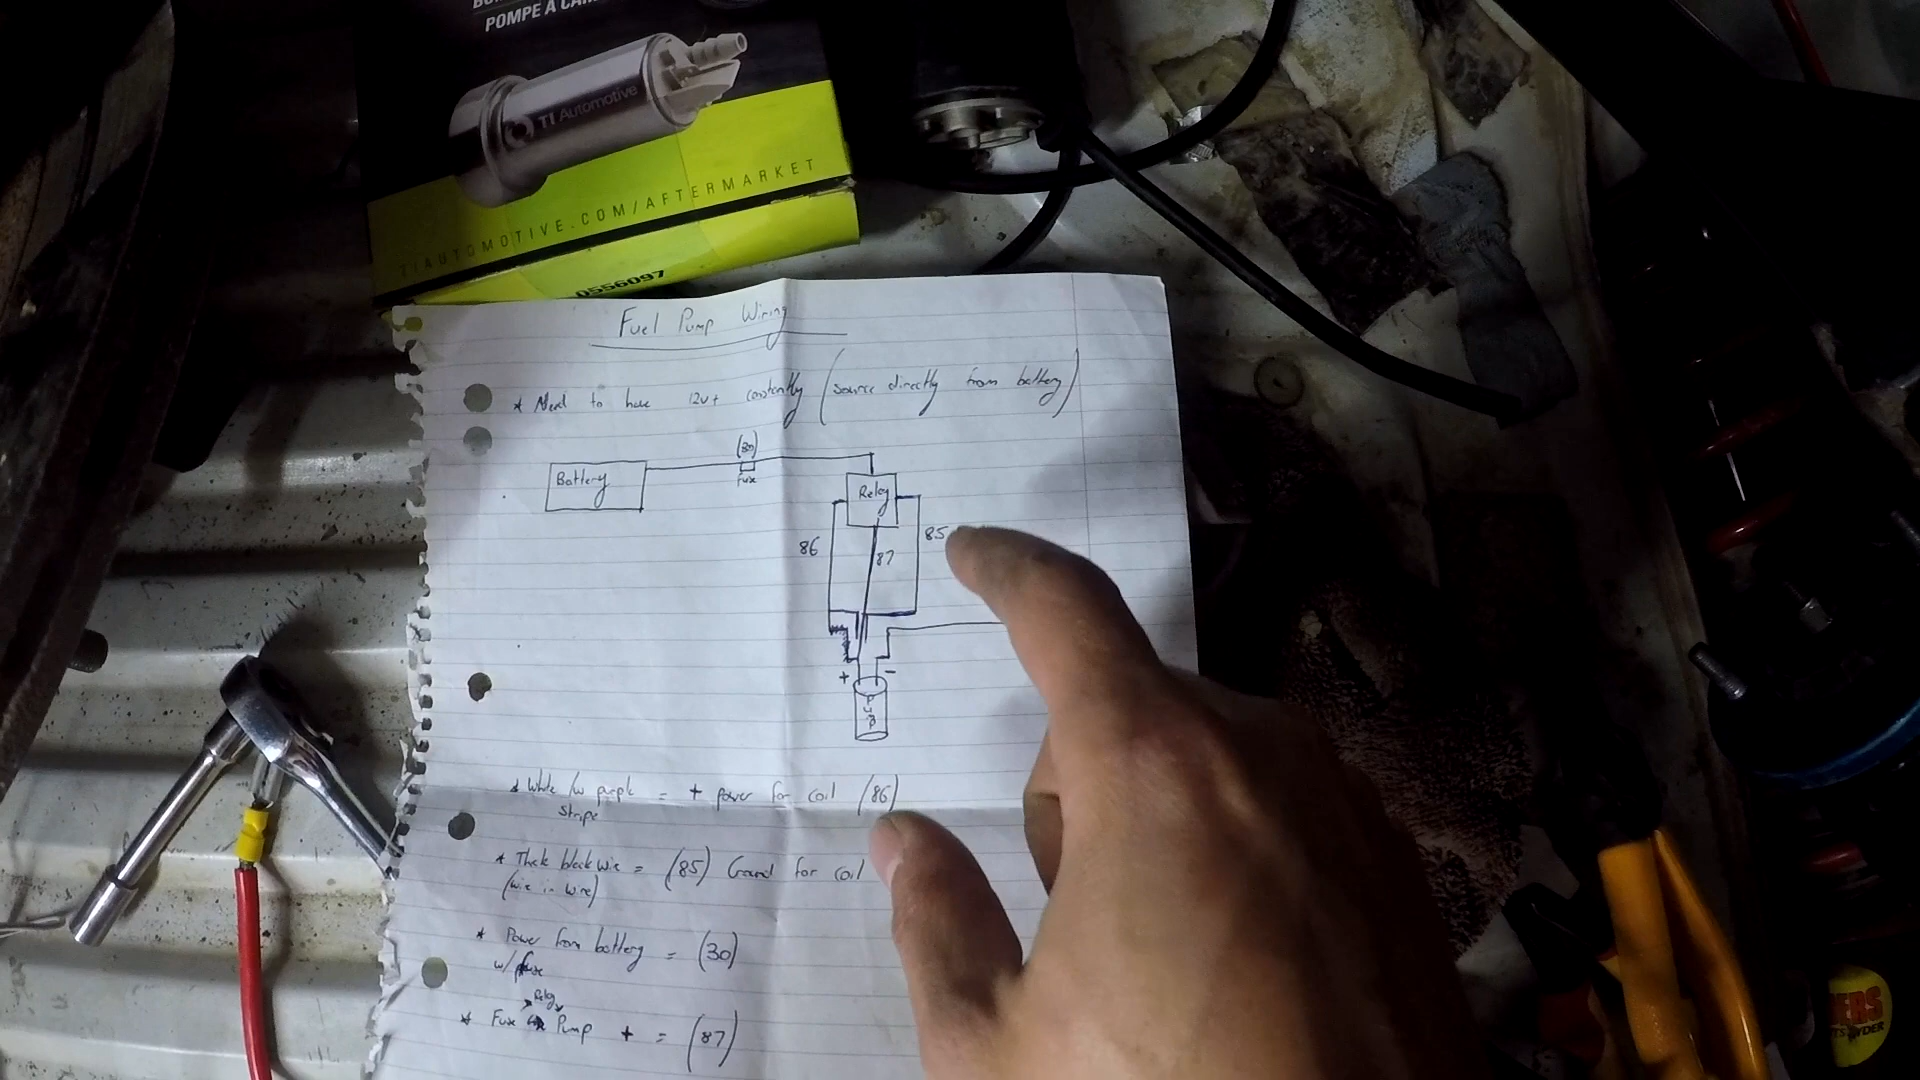 POMPE À CA
TI Automotive
TIAUTOMOTIVE.COM/AFTERMARKET
0556097
Fuel Pump Wiring
* Need to have 12v+ constantly (source directly from battery)
(30)
Battery
Fuse
Relay
86
87
85
+ -
PUMP
* White /w purple = + power for coil (86)
stripe
* Thick black wire = (85) Ground for coil
(wire in wire)
* Power from battery = (30)
w/ fuse
Relay
* Fuse Pump + = (87)
ERS